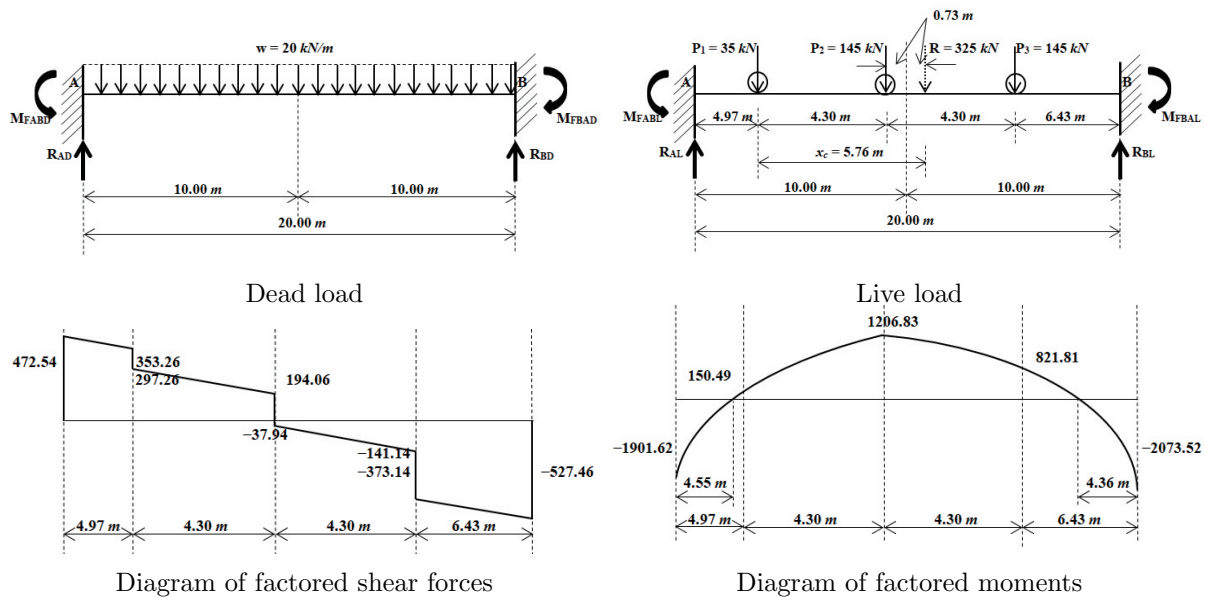 w = 20 kN/m
A
B
MFABD
MFBAD
RAD
RBD
10.00 m
10.00 m
20.00 m
Dead load
0.73 m
P1 = 35 kN
P2 = 145 kN
R = 325 kN
P3 = 145 kN
A
B
MFABL
MFBAL
4.97 m
4.30 m
4.30 m
6.43 m
RAL
RBL
xc = 5.76 m
10.00 m
10.00 m
20.00 m
Live load
472.54
353.26
297.26
194.06
−37.94
−141.14
−373.14
−527.46
4.97 m
4.30 m
4.30 m
6.43 m
Diagram of factored shear forces
1206.83
150.49
821.81
−1901.62
−2073.52
4.55 m
4.36 m
4.97 m
4.30 m
4.30 m
6.43 m
Diagram of factored moments